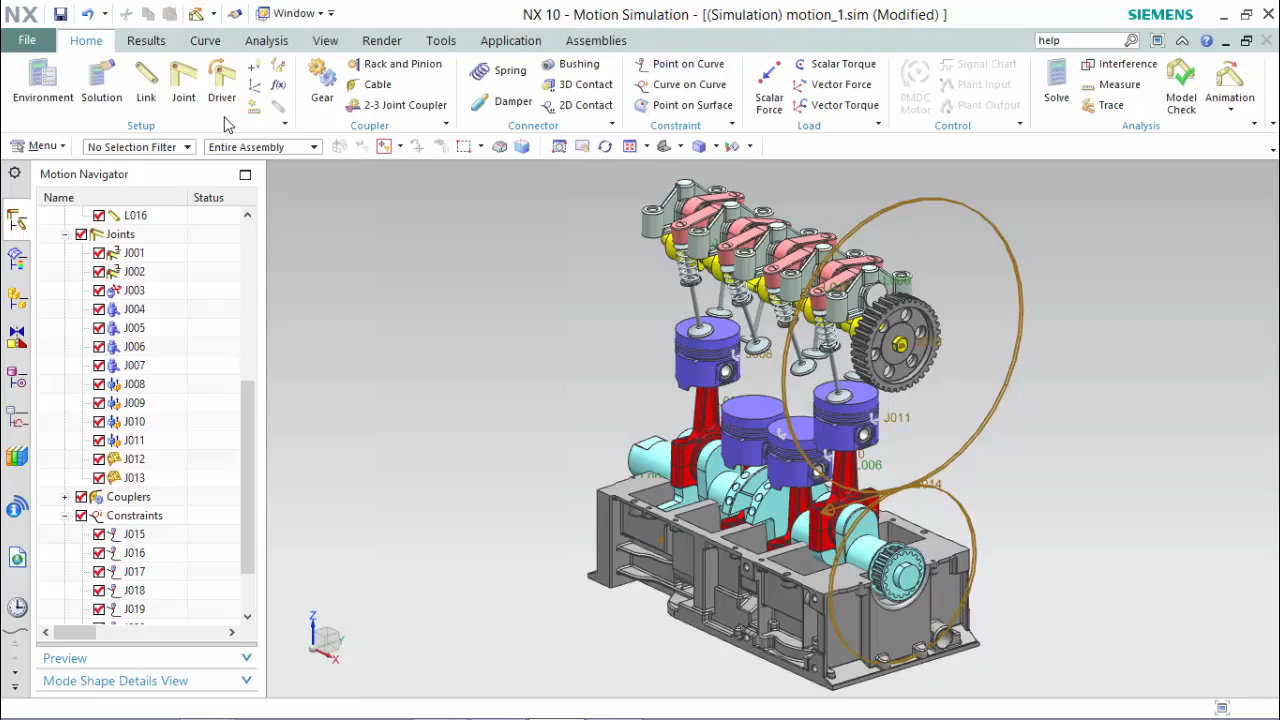 NX
Window
NX 10 - Motion Simulation - [(Simulation) motion_1.sim (Modified) ]
SIEMENS
File
Home
Results
Curve
Analysis
View
Render
Tools
Application
Assemblies
help
Environment
Solution
Link
Joint
Driver
f(x)
Setup
Gear
Rack and Pinion
Cable
2-3 Joint Coupler
Coupler
Spring
Damper
Bushing
3D Contact
2D Contact
Connector
Point on Curve
Curve on Curve
Point on Surface
Constraint
Scalar Force
Scalar Torque
Vector Force
Vector Torque
Load
PMDC Motor
Signal Chart
Plant Input
Plant Output
Control
Solve
Interference
Measure
Trace
Model Check
Animation
Analysis
Menu
No Selection Filter
Entire Assembly
Motion Navigator
Name
Status
L016
Joints
J001
J002
J003
J004
J005
J006
J007
J008
J009
J010
J011
J012
J013
Couplers
Constraints
J015
J016
J017
J018
J019
Preview
Mode Shape Details View
J011
L006
Z
X